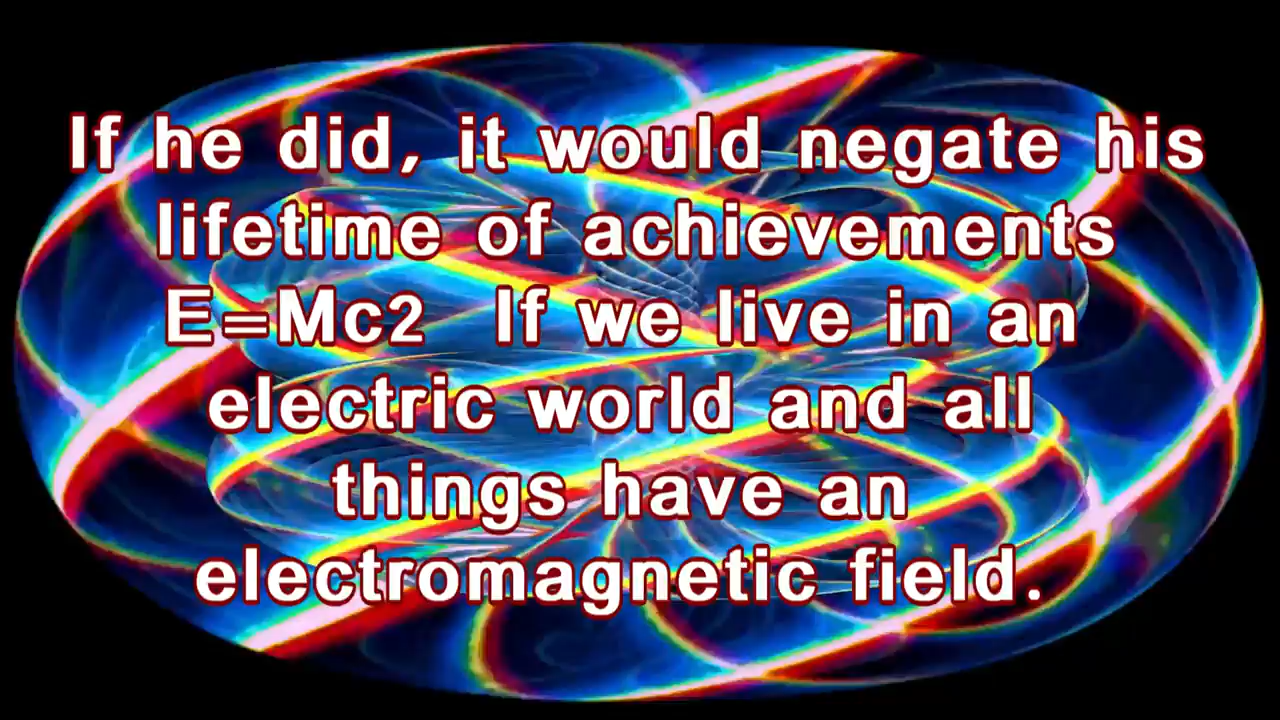 If he did, it would negate his
lifetime of achievements
E=Mc2 If we live in an
electric world and all
things have an
electromagnetic field.